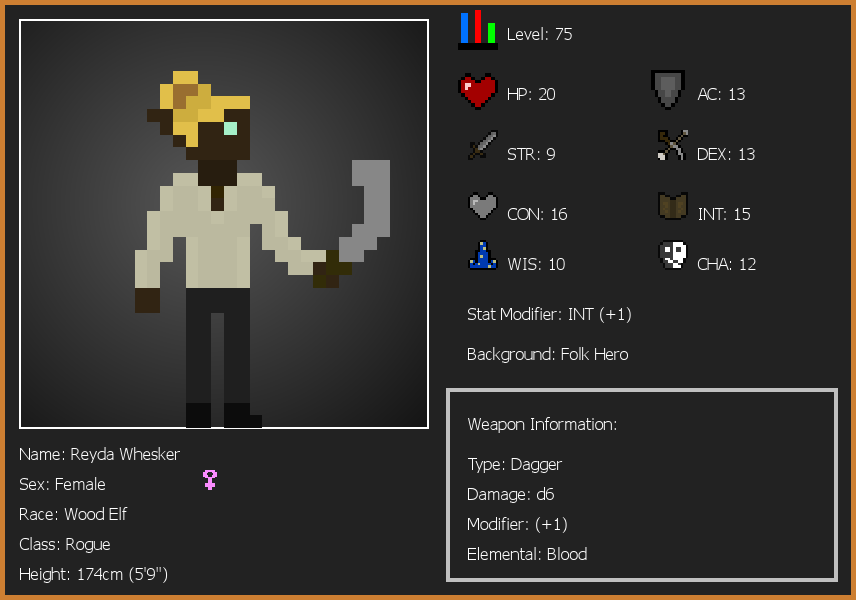 Level: 75
HP: 20
AC: 13
STR: 9
DEX: 13
CON: 16
INT: 15
WIS: 10
CHA: 12
Stat Modifier: INT (+1)
Background: Folk Hero
Weapon Information:
Type: Dagger
Damage: d6
Modifier: (+1)
Elemental: Blood
Name: Reyda Whesker
Sex: Female
Race: Wood Elf
Class: Rogue
Height: 174cm (5'9")